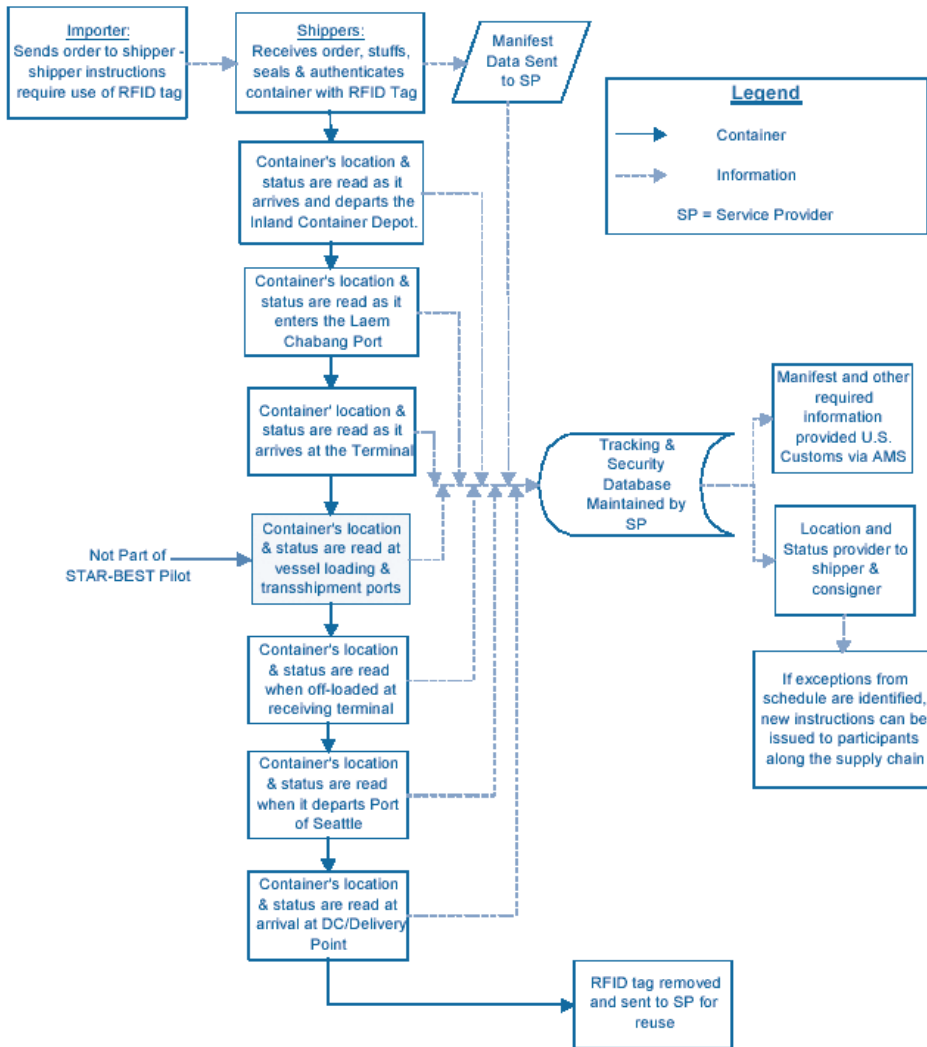 Importer:
Sends order to shipper -
shipper instructions
require use of RFID tag
Shippers:
Receives order, stuffs,
seals & authenticates
container with RFID Tag
Manifest
Data Sent
to SP
Legend
Container
Information
SP = Service Provider
Container's location &
status are read as it
arrives and departs the
Inland Container Depot.
Container's location &
status are read as it
enters the Laem
Chabang Port
Container' location &
status are read as it
arrives at the Terminal
Not Part of
STAR-BEST Pilot
Container's location
& status are read at
vessel loading &
transshipment ports
Container's location
& status are read
when off-loaded at
receiving terminal
Container's location
& status are read
when it departs Port
of Seattle
Container's location
& status are read at
arrival at DC/Delivery
Point
Tracking &
Security
Database
Maintained by
SP
Manifest and other
required
information
provided U.S.
Customs via AMS
Location and
Status provider to
shipper &
consigner
If exceptions from
schedule are identified,
new instructions can be
issued to participants
along the supply chain
RFID tag removed
and sent to SP for
reuse